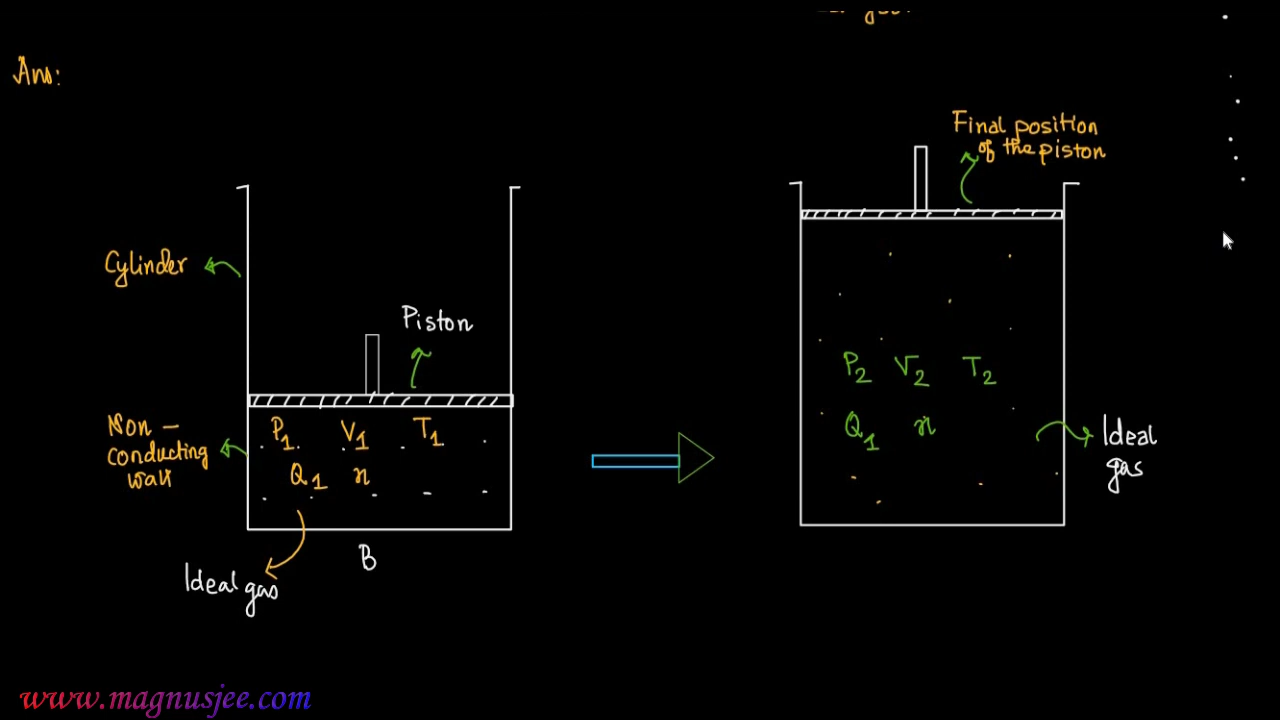 Ans:
Final position
of the piston
Cylinder
Piston
Non -
conducting
wall
P1 V1 T1
Q1 n
P2 V2 T2
Q1 n
Ideal
gas
B
Ideal gas
www.magnusjee.com